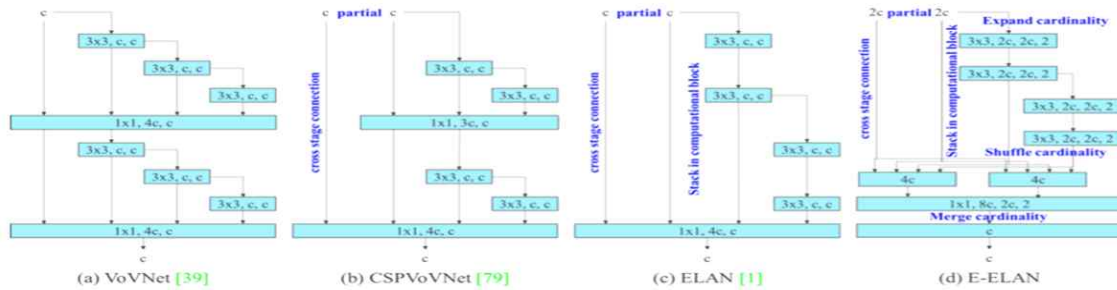 c
3x3, c, c
3x3, c, c
3x3, c, c
1x1, 4c, c
3x3, c, c
3x3, c, c
3x3, c, c
1x1, 4c, c
c
(a) VoVNet [39]
c partial c
cross stage connection
3x3, c, c
3x3, c, c
1x1, 3c, c
3x3, c, c
3x3, c, c
1x1, 4c, c
c
(b) CSPVoVNet [79]
c partial c
cross stage connection
Stack in computational block
3x3, c, c
3x3, c, c
3x3, c, c
3x3, c, c
1x1, 4c, c
c
(c) ELAN [1]
2c partial 2c
Expand cardinality
cross stage connection
Stack in computational block
3x3, 2c, 2c, 2
3x3, 2c, 2c, 2
3x3, 2c, 2c, 2
3x3, 2c, 2c, 2
Shuffle cardinality
4c
4c
1x1, 8c, 2c, 2
Merge cardinality
c
c
(d) E-ELAN